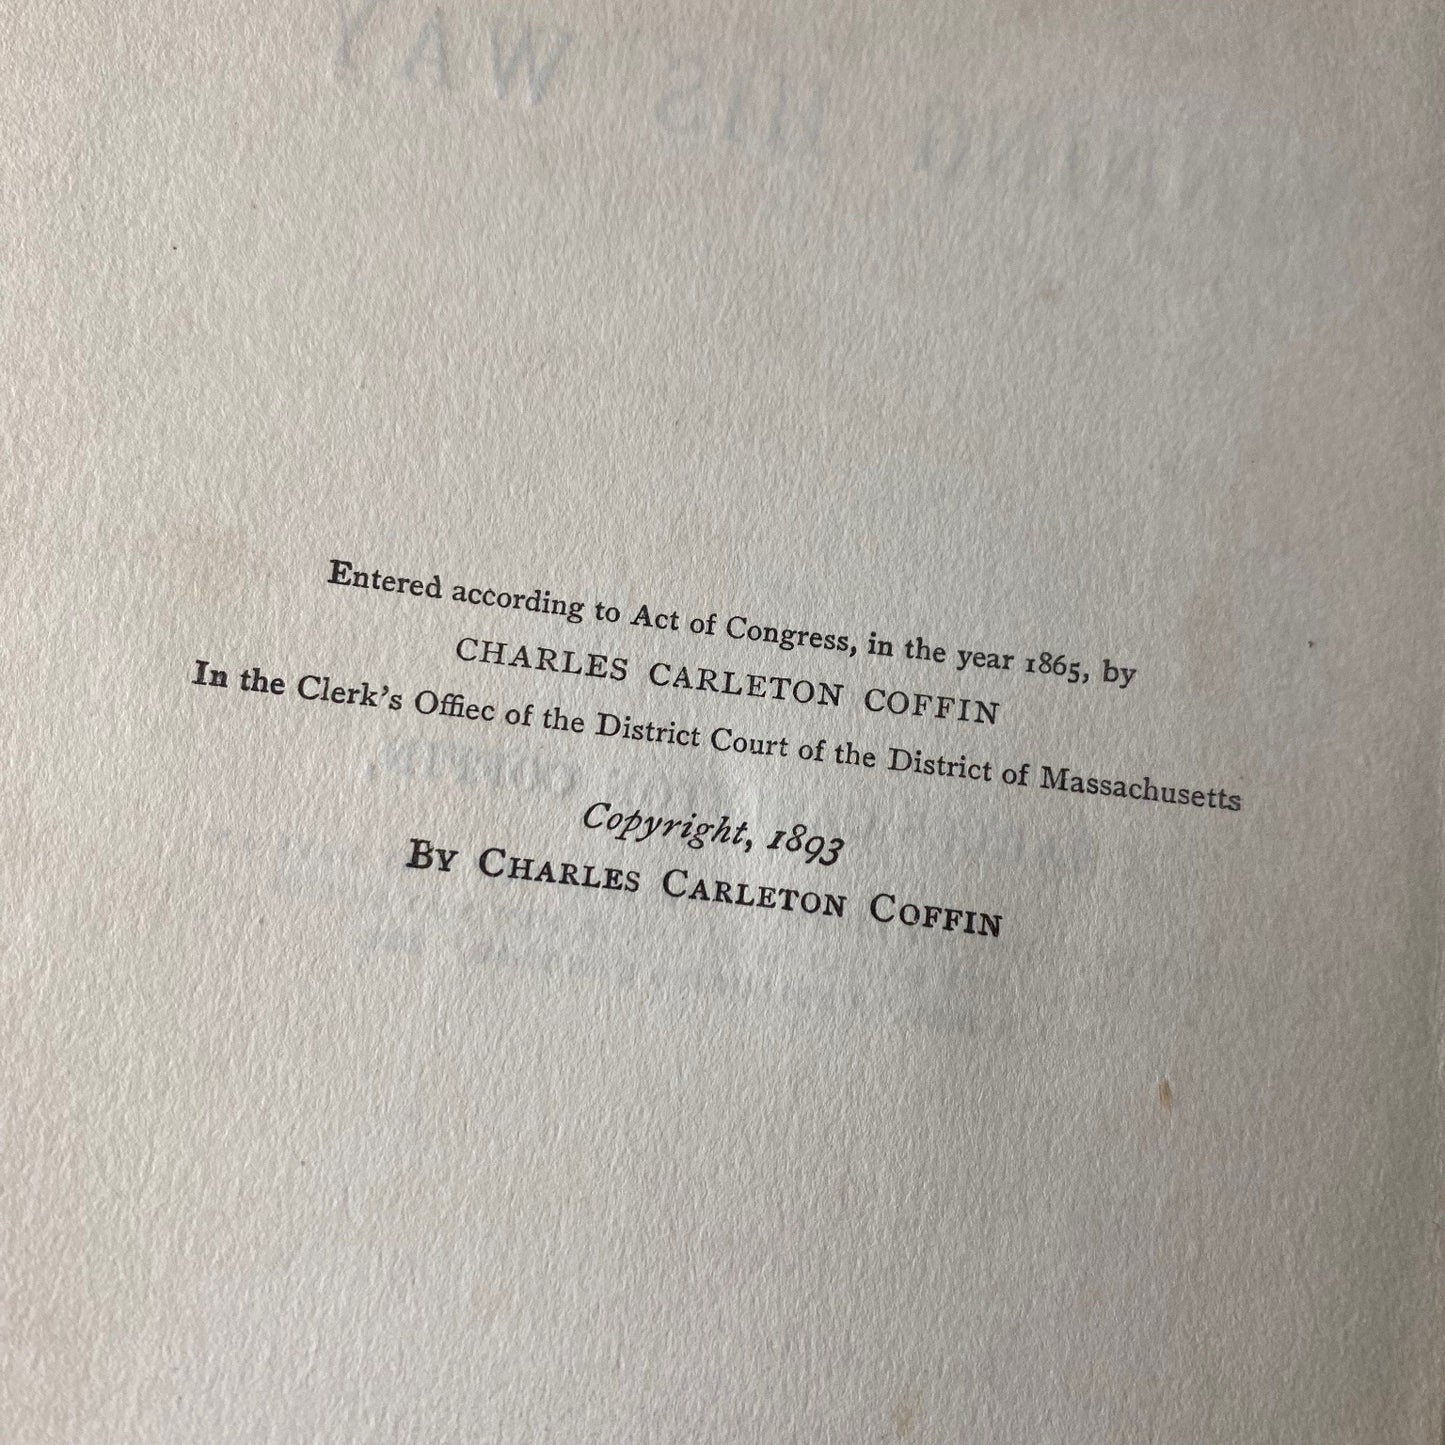 Entered according to Act of Congress, in the year 1865, by
CHARLES CARLETON COFFIN
In the Clerk's Offiec of the District Court of the District of Massachusetts
Copyright, 1893
BY CHARLES CARLETON COFFIN